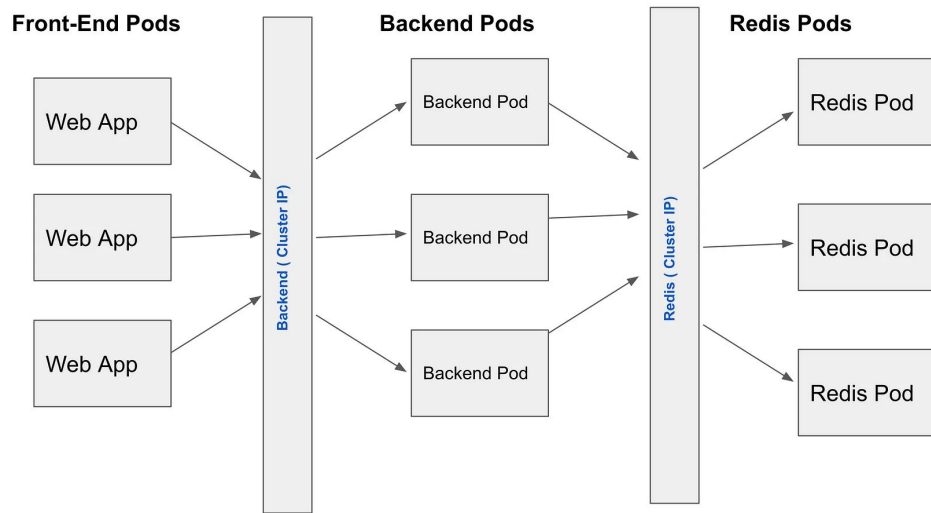 Front-End Pods
Backend Pods
Redis Pods
Web App
Web App
Web App
Backend ( Cluster IP)
Backend Pod
Backend Pod
Backend Pod
Redis ( Cluster IP)
Redis Pod
Redis Pod
Redis Pod